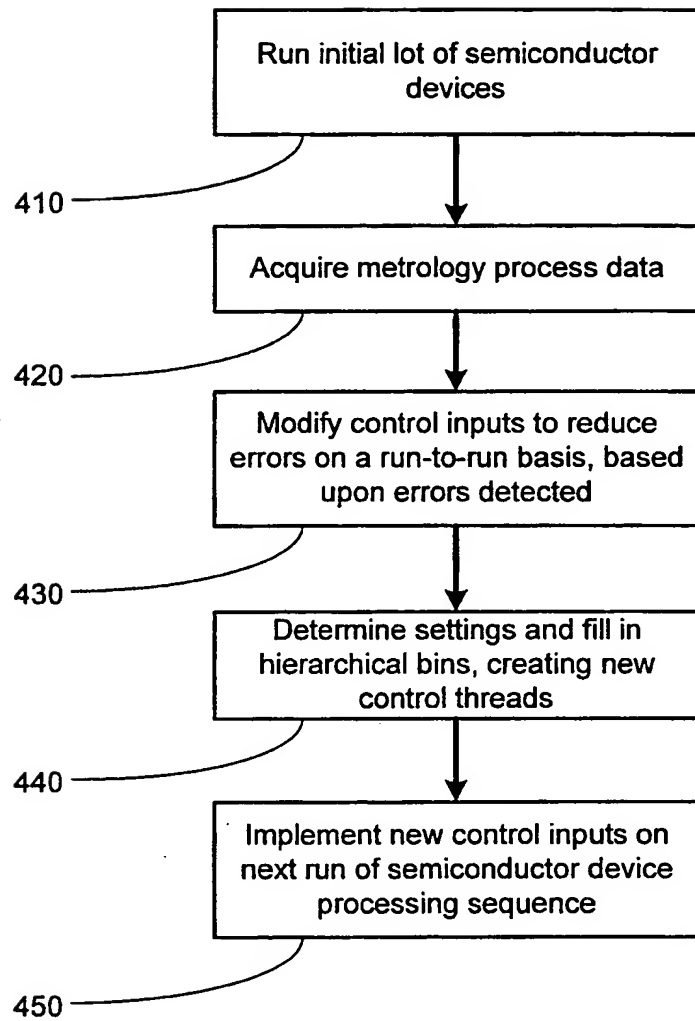 Run initial lot of semiconductor
devices
410
Acquire metrology process data
420
Modify control inputs to reduce
errors on a run-to-run basis, based
upon errors detected
430
Determine settings and fill in
hierarchical bins, creating new
control threads
440
Implement new control inputs on
next run of semiconductor device
processing sequence
450